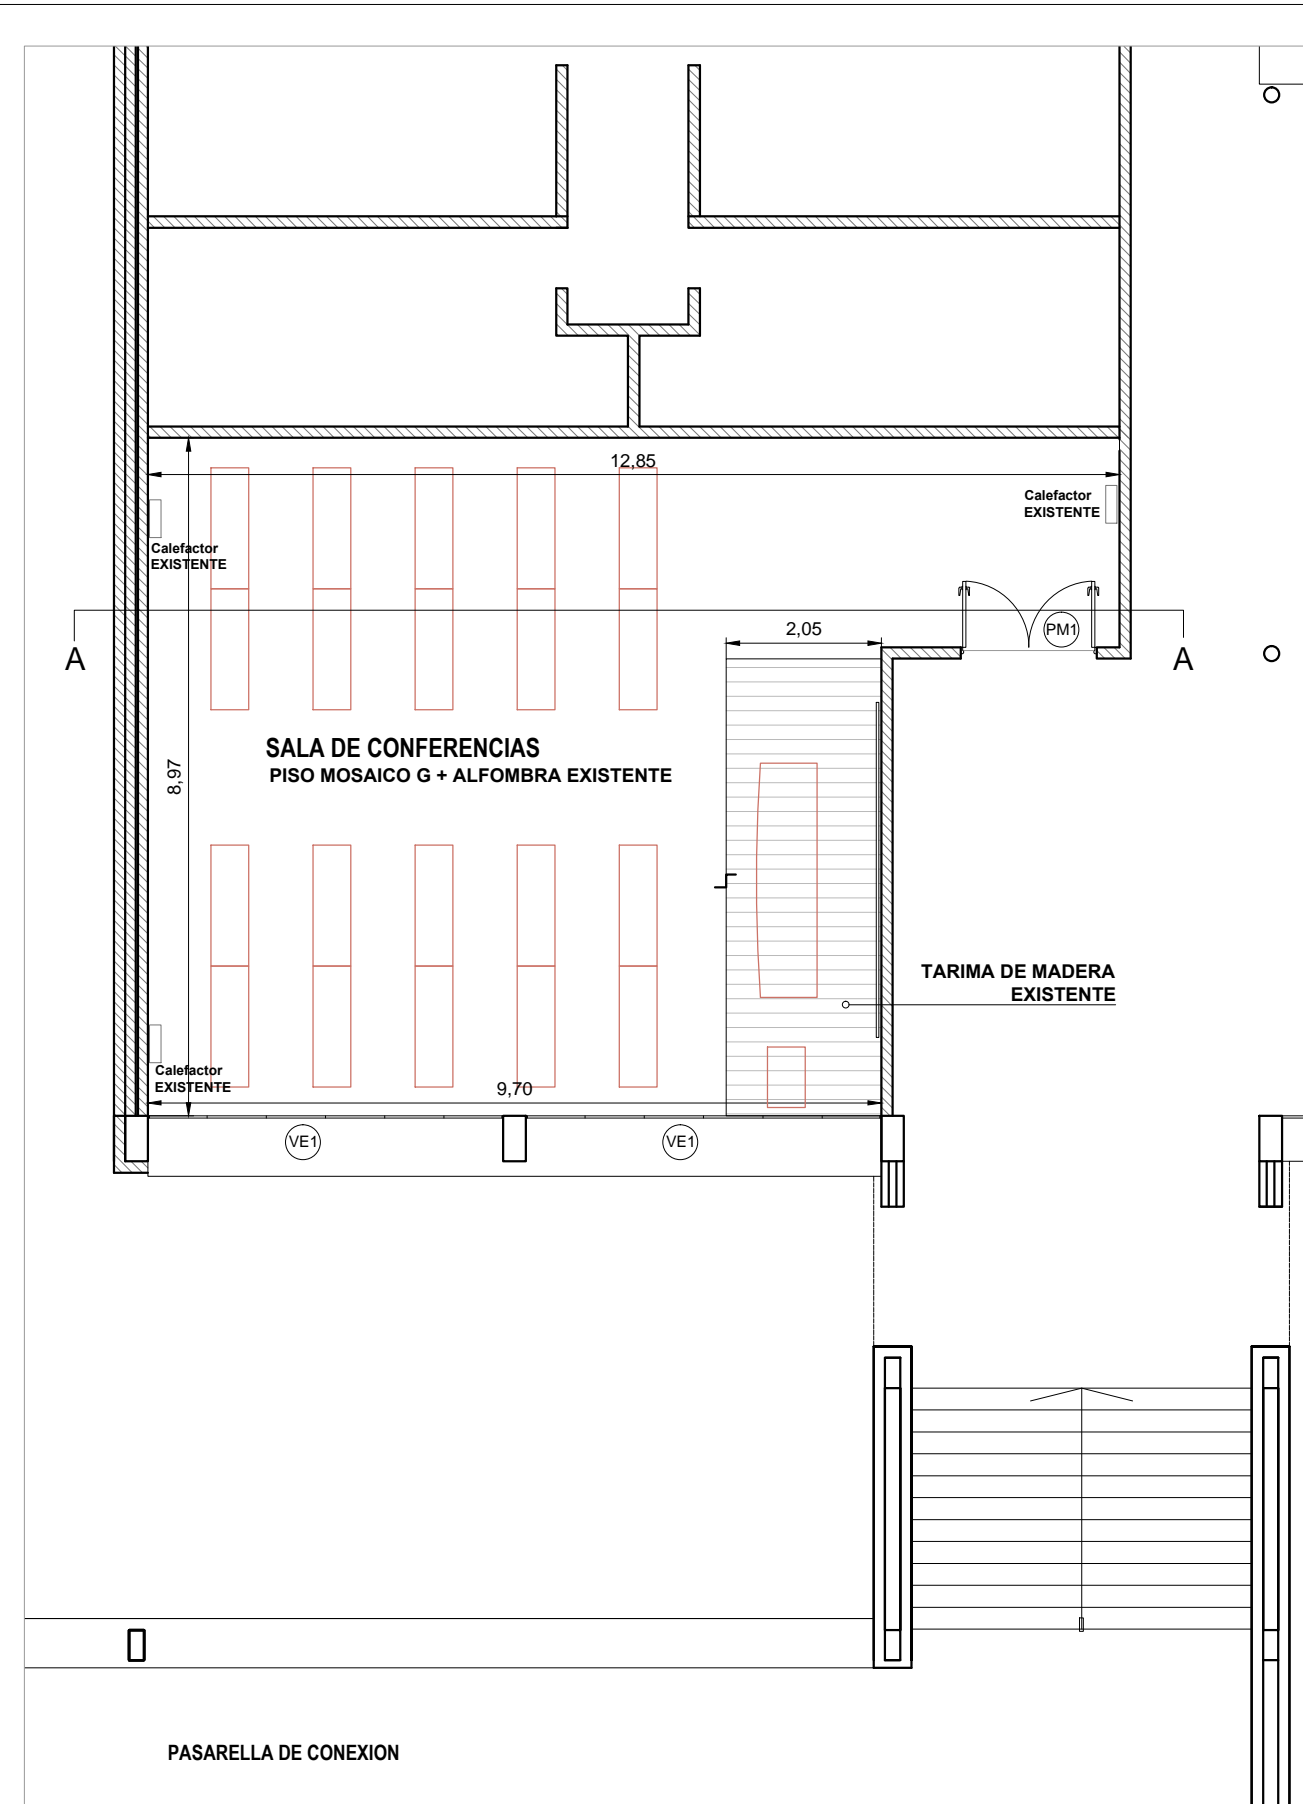 12,85
Calefactor
EXISTENTE
Calefactor
EXISTENTE
2,05
PM1
A
A
SALA DE CONFERENCIAS
PISO MOSAICO G + ALFOMBRA EXISTENTE
8,97
TARIMA DE MADERA
EXISTENTE
Calefactor
EXISTENTE
9,70
VE1
VE1
PASARELLA DE CONEXION